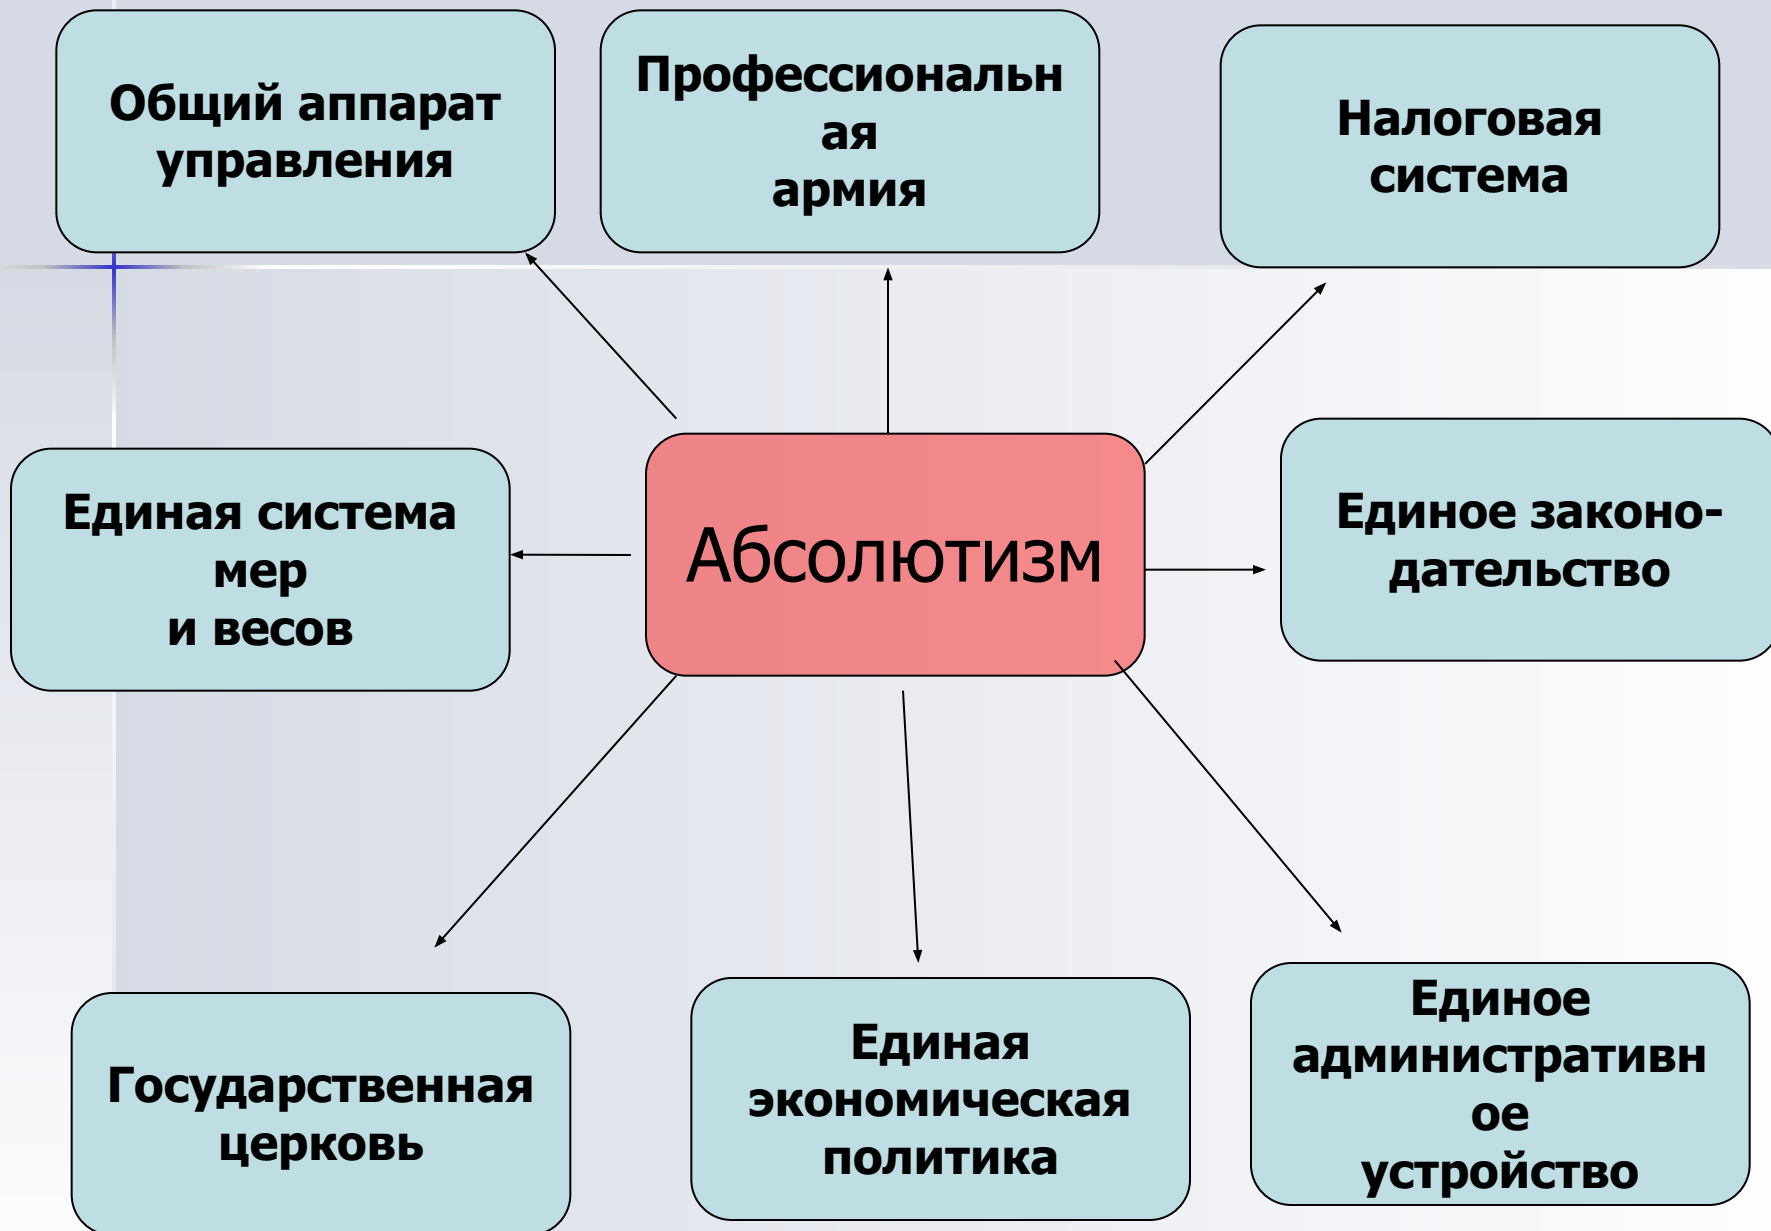 Общий аппарат
управления
Профессиональн
ая
армия
Налоговая
система
Единая система
мер
и весов
Абсолютизм
Единое законо-
дательство
Государственная
церковь
Единая
экономическая
политика
Единое
административн
ое
устройство